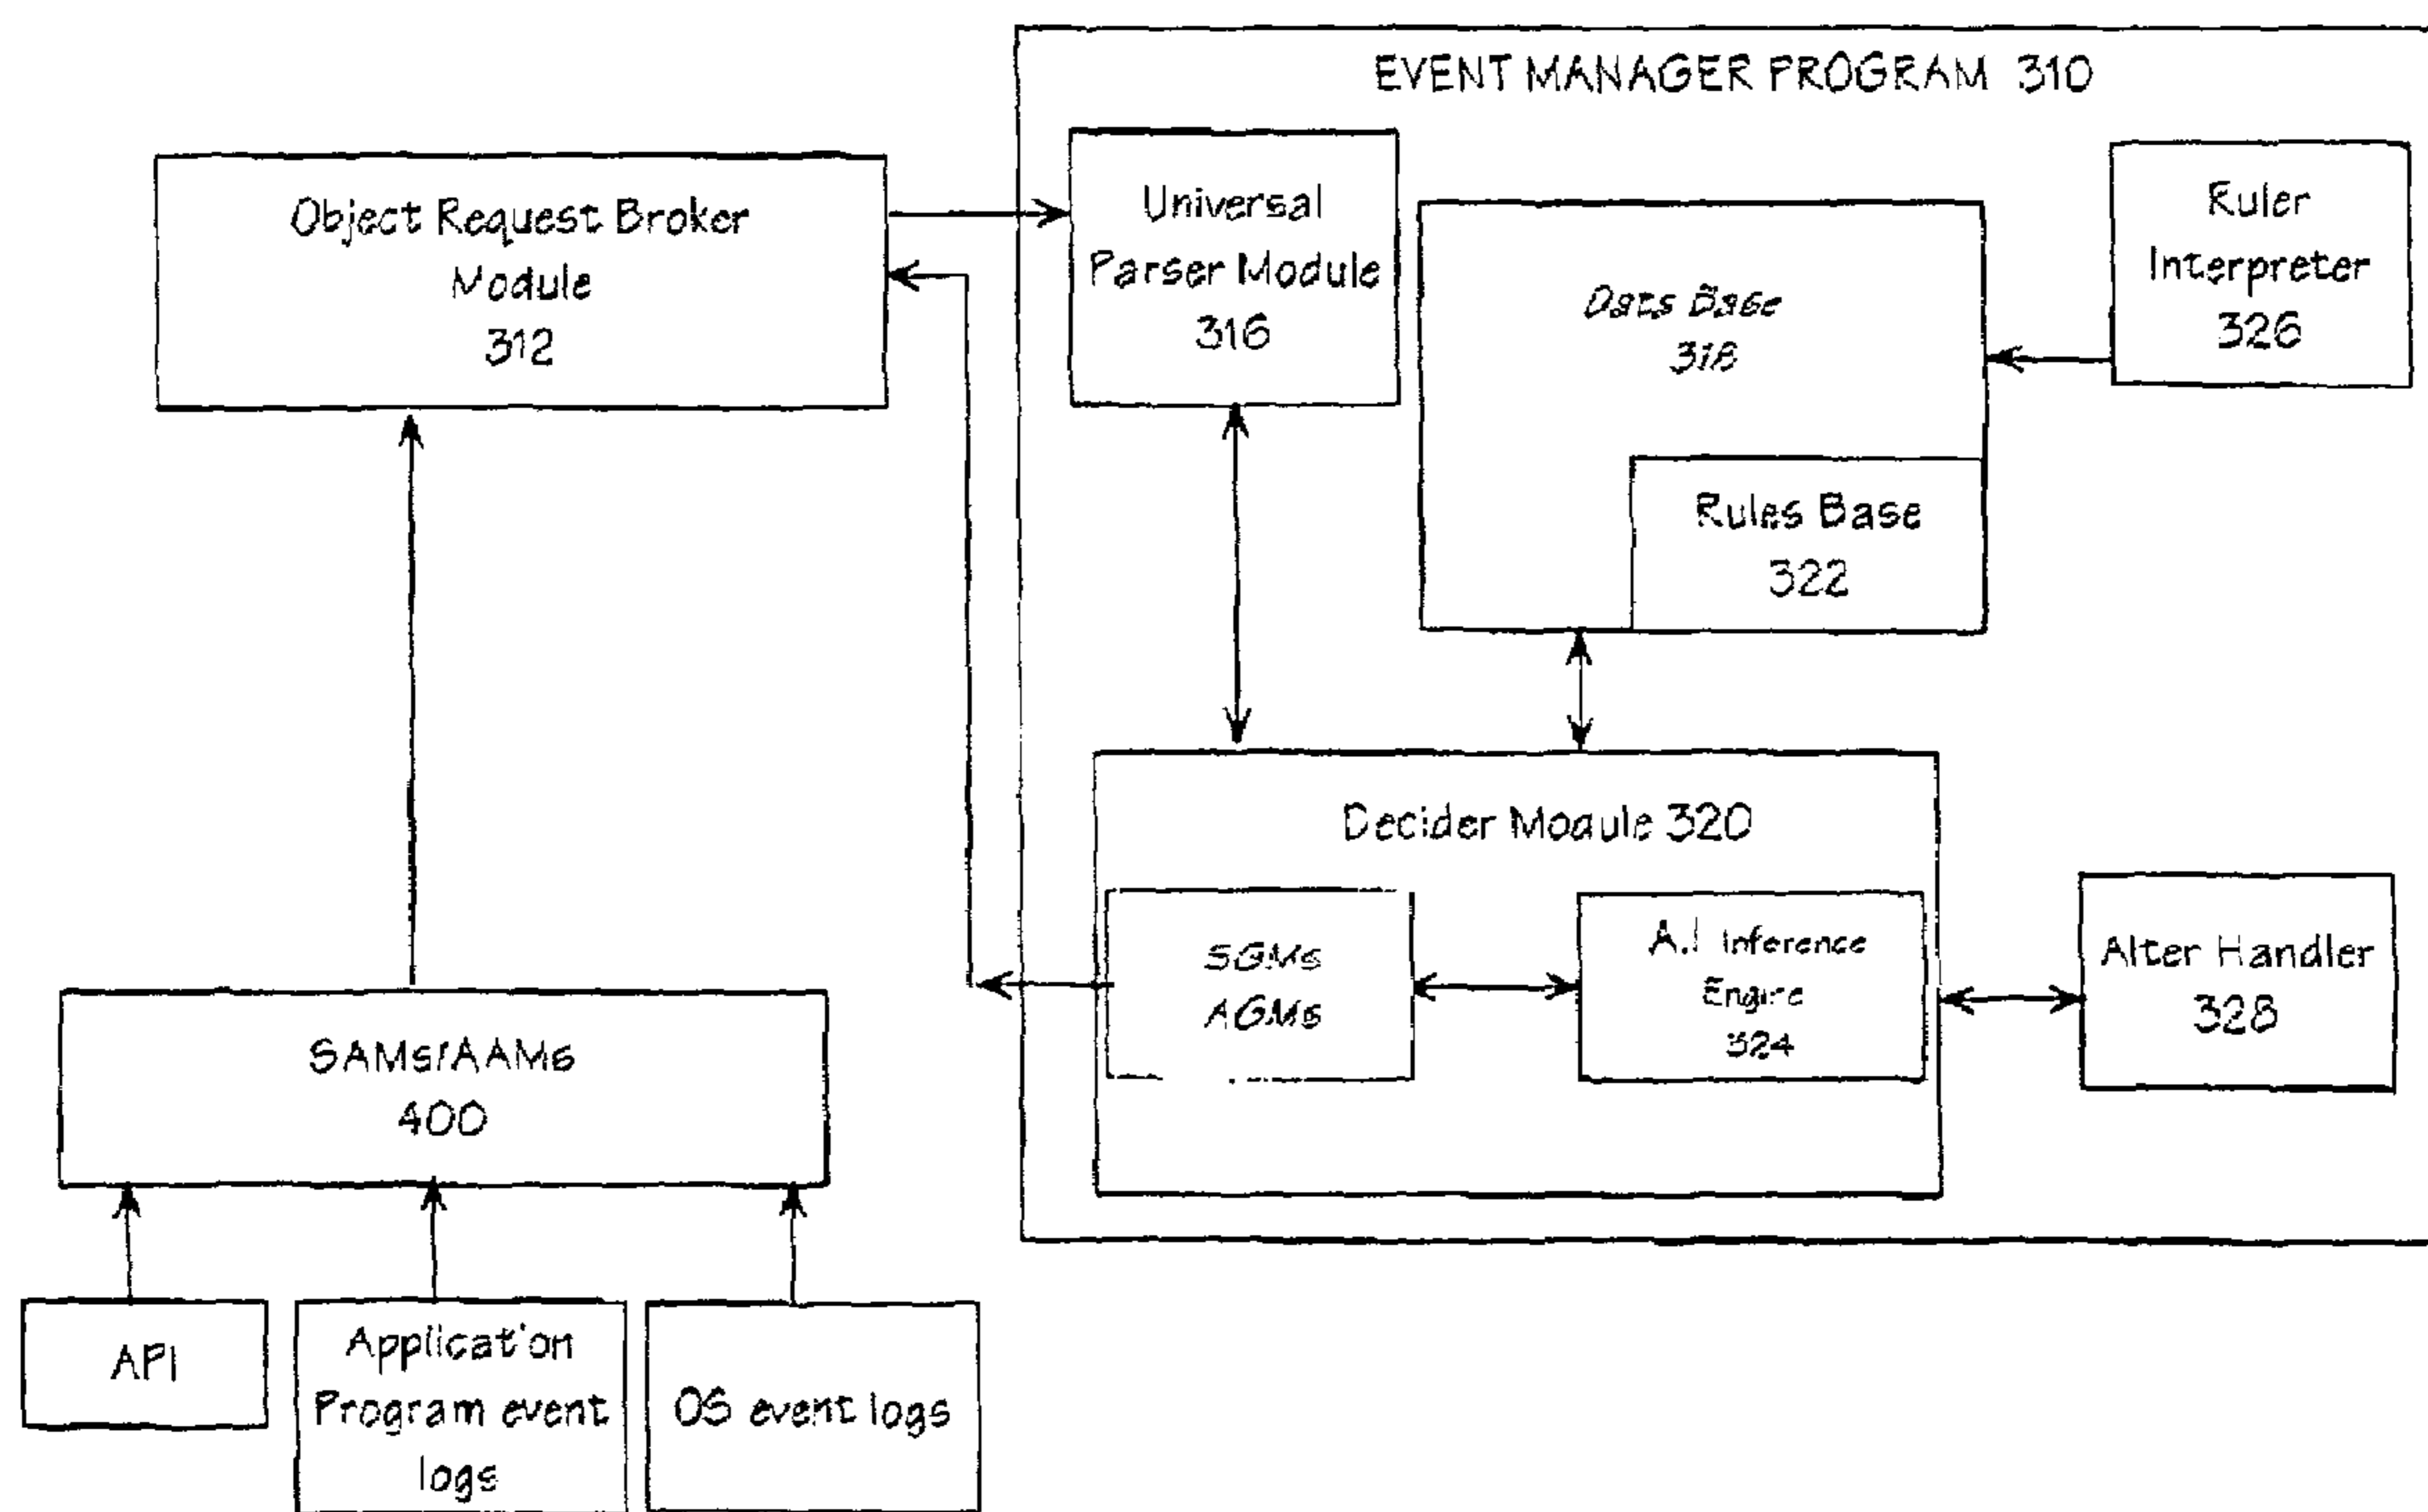 EVENT MANAGER PROGRAM 310
Object Request Broker
Module
312
Universal
Parser Module
316
Data Base
318
Ruler
Interpreter
326
Rules Base
322
Decider Module 320
SGMs
AGMs
A.I Inference
Engine
324
Alter Handler
328
SAMs/AAMs
400
API
Application
Program event
logs
OS event logs